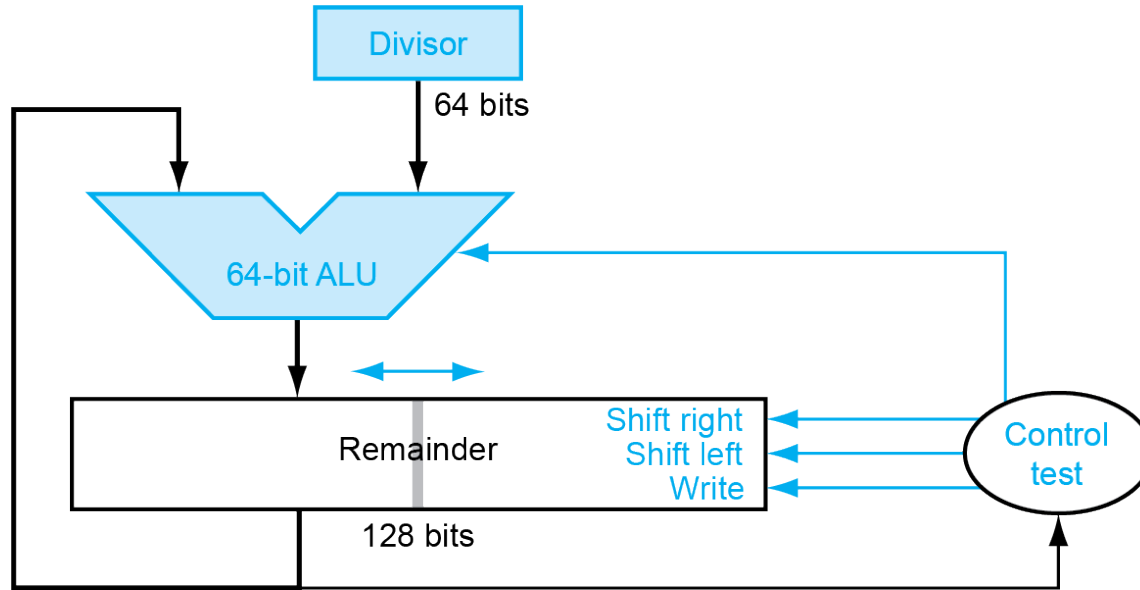 Divisor
64 bits
64-bit ALU
Remainder
Shift right
Shift left
Write
Control
test
128 bits